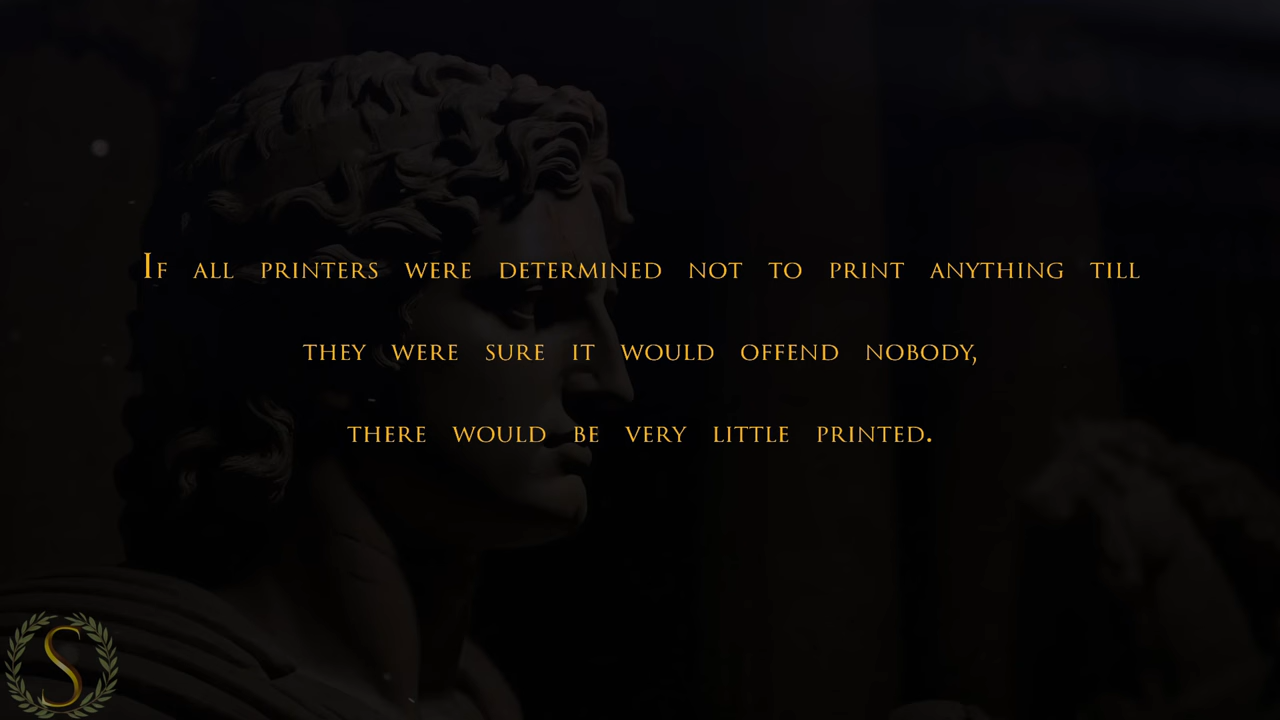 If all printers were determined not to print anything till
they were sure it would offend nobody,
there would be very little printed.
S